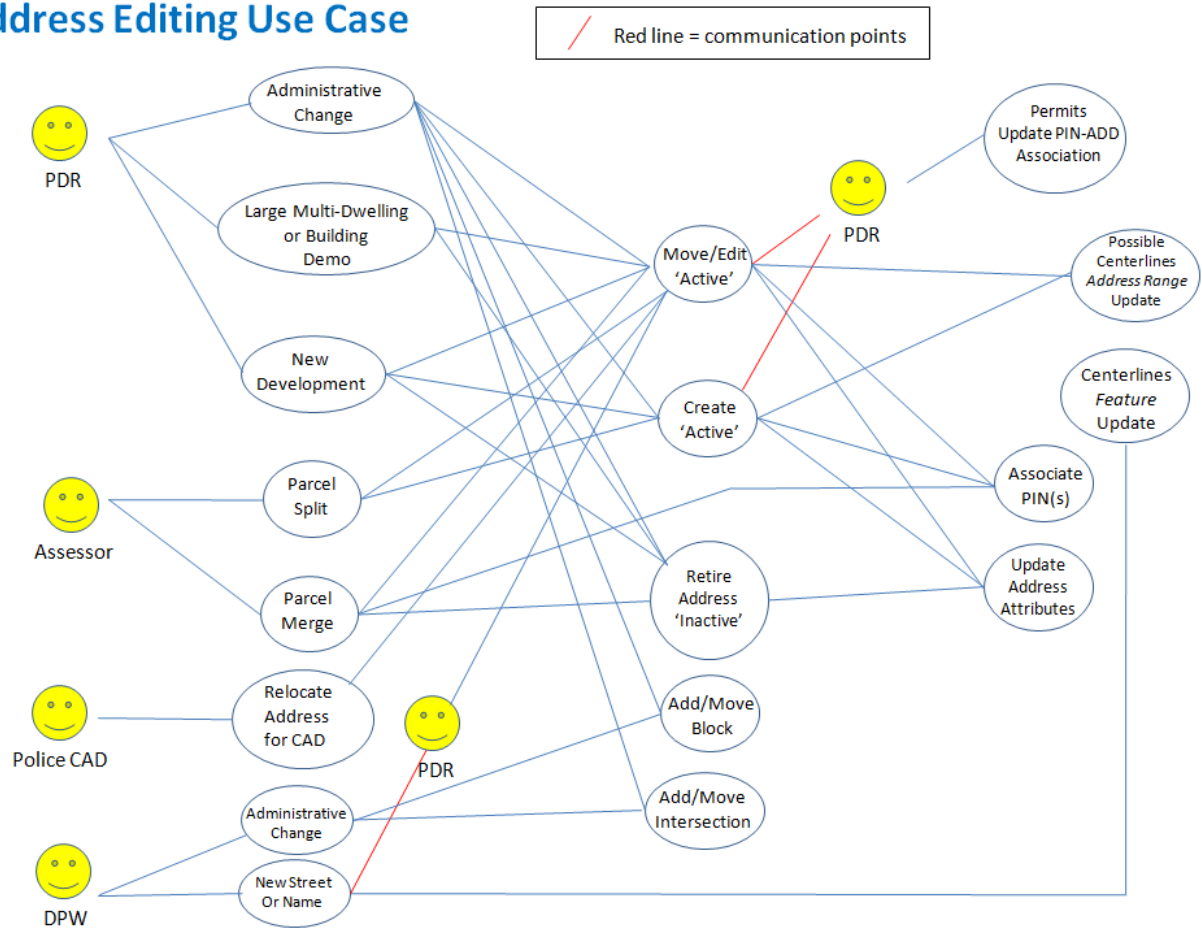 ddress Editing Use Case
Red line = communication points
Administrative
Change
PDR
Large Multi-Dwelling
or Building
Demo
New
Development
Parcel
Split
Assessor
Parcel
Merge
Relocate
Address
for CAD
Police CAD
PDR
Administrative
Change
New Street
Or Name
DPW
Move/Edit
‘Active’
Create
‘Active’
Retire
Address
‘Inactive’
Add/Move
Block
Add/Move
Intersection
PDR
Permits
Update PIN-ADD
Association
Possible
Centerlines
Address Range
Update
Centerlines
Feature
Update
Associate
PIN(s)
Update
Address
Attributes